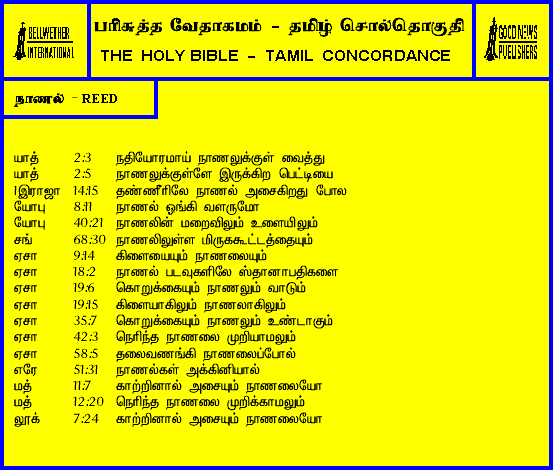 BELLWETHER
INTERNATIONAL
பரிசுத்த வேதாகமம் - தமிழ் சொல்தொகுதி
THE HOLY BIBLE - TAMIL CONCORDANCE
GOOD NEWS
PUBLISHERS
நாணல் - REED
யாத் 2:3 நதியோரமாய் நாணலுக்குள் வைத்து
யாத் 2:5 நாணலுக்குள்ளே இருக்கிற பெட்டியை
1இராஜா 14:15 தண்ணீரிலே நாணல் அசைகிறது போல
யோபு 8:11 நாணல் ஓங்கி வளருமோ
யோபு 40:21 நாணலின் மறைவிலும் உளையிலும்
சங் 68:30 நாணலிலுள்ள மிருககூட்டத்தையும்
ஏசா 9:14 கிளையையும் நாணலையும்
ஏசா 18:2 நாணல் படவுகளிலே ஸ்தானாபதிகளை
ஏசா 19:6 கொறுக்கையும் நாணலும் வாடும்
ஏசா 19:15 கிளையாகிலும் நாணலாகிலும்
ஏசா 35:7 கொறுக்கையும் நாணலும் உண்டாகும்
ஏசா 42:3 நெரிந்த நாணலை முறியாமலும்
ஏசா 58:5 தலைவணங்கி நாணலைப்போல்
எரே 51:31 நாணல்கள் அக்கினியால்
மத் 11:7 காற்றினால் அசையும் நாணலையோ
மத் 12:20 நெரிந்த நாணலை முறிக்காமலும்
லூக் 7:24 காற்றினால் அசையும் நாணலையோ